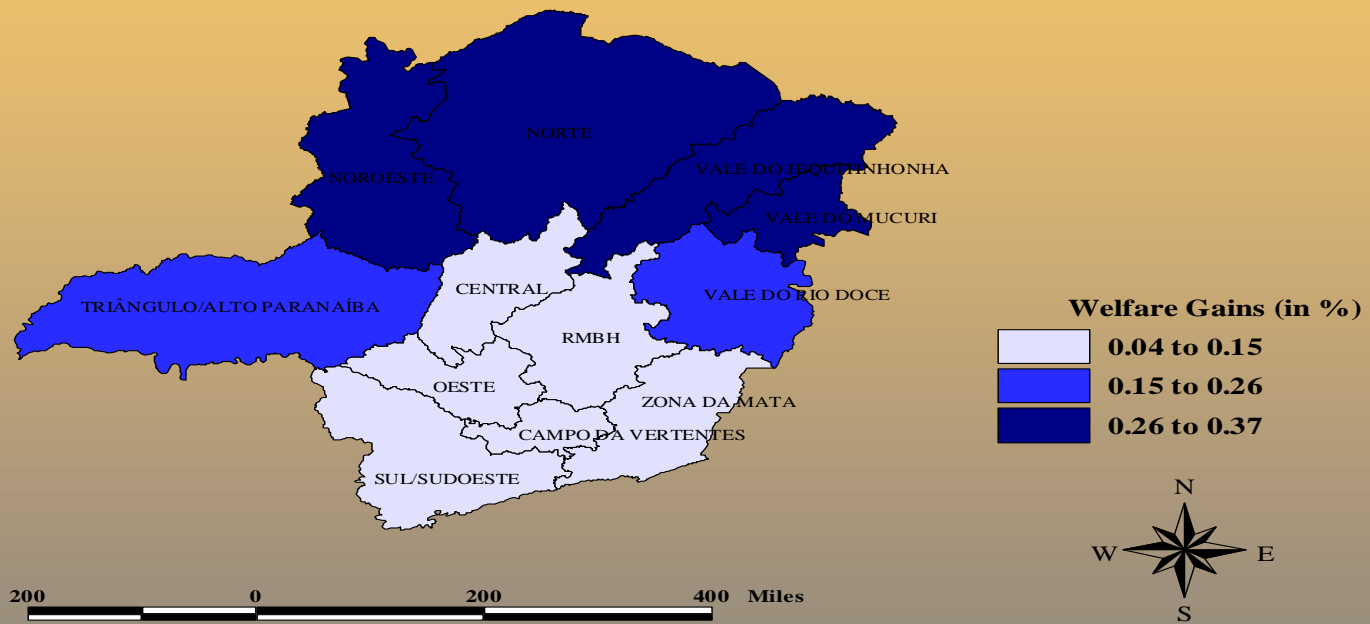 NORTE
VALE DO JEQUITINHONHA
NOROESTE
VALE DO MUCURI
CENTRAL
VALE DO RIO DOCE
TRIÂNGULO/ALTO PARANAÍBA
RMBH
OESTE
ZONA DA MATA
CAMPO DA VERTENTES
SUL/SUDOESTE
Welfare Gains (in %)
0.04 to 0.15
0.15 to 0.26
0.26 to 0.37
N
W E
S
200 0 200 400 Miles